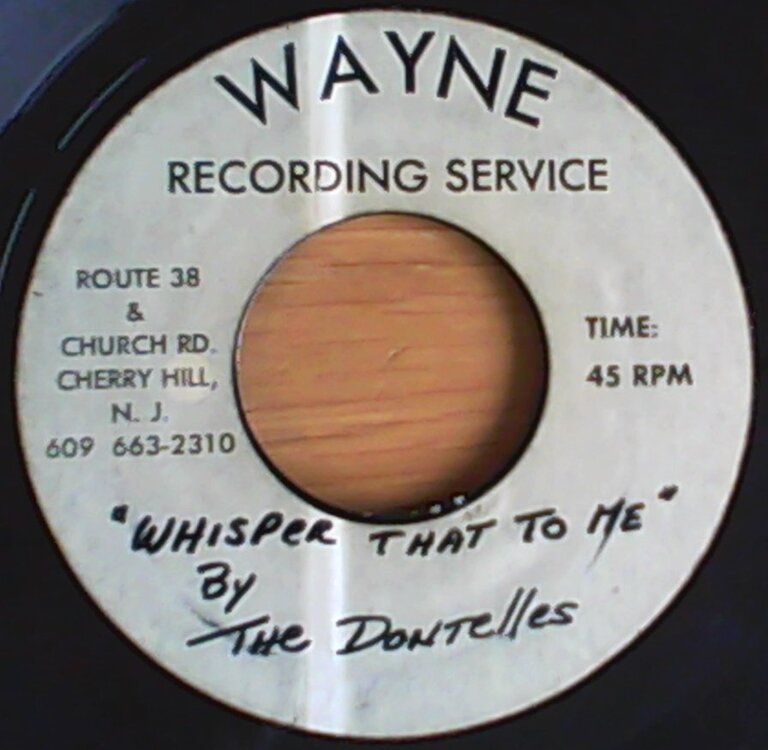 WAYNE
RECORDING SERVICE
ROUTE 38
&
CHURCH RD.
CHERRY HILL,
N. J.
609 663-2310
TIME:
45 RPM
"WHISPER THAT TO ME"
By
The Dontelles